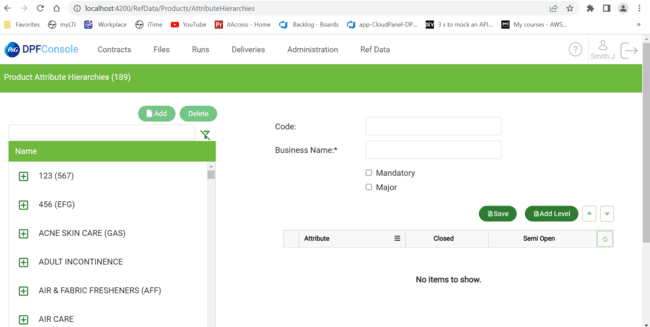 localhost:4200/RefData/Products/AttributeHierarchies
Favorites myLTI Workplace iTime YouTube ItAccess - Home Backlog - Boards app-CloudPanel-DP... 3 s to mock an API... My courses - AWS...
P&G DPFConsole Contracts Files Runs Deliveries Administration Ref Data ? Smith.J
Product Attribute Hierarchies (189)
Add Delete
Code:
Name
Business Name:*
123 (567)
Mandatory
Major
456 (EFG)
Save Add Level
ACNE SKIN CARE (GAS)
Attribute Closed Semi Open
ADULT INCONTINENCE
No items to show.
AIR & FABRIC FRESHENERS (AFF)
AIR CARE